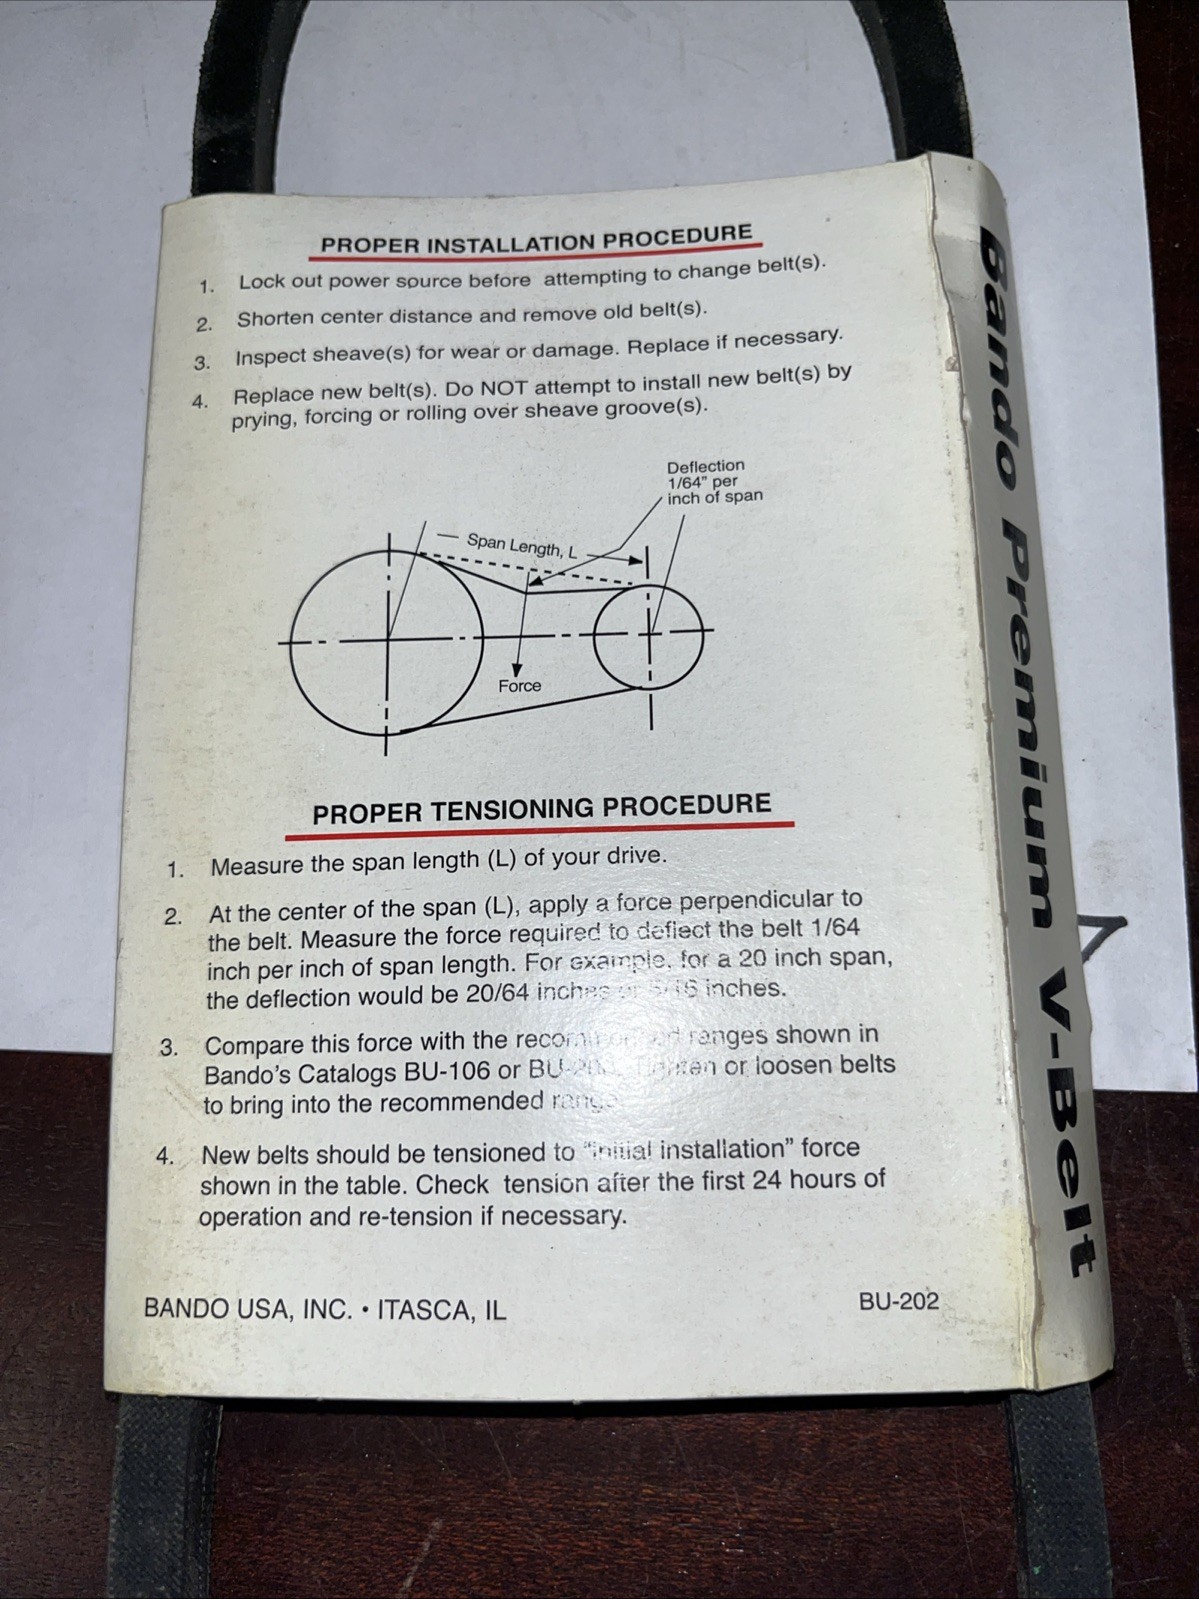 PROPER INSTALLATION PROCEDURE
1. Lock out power source before attempting to change belt(s).
2. Shorten center distance and remove old belt(s).
3. Inspect sheave(s) for wear or damage. Replace if necessary.
4. Replace new belt(s). Do NOT attempt to install new belt(s) by
prying, forcing or rolling over sheave groove(s).
Deflection
1/64" per
inch of span
Span Length, L
Force
PROPER TENSIONING PROCEDURE
1. Measure the span length (L) of your drive.
2. At the center of the span (L), apply a force perpendicular to
the belt. Measure the force required to deflect the belt 1/64
inch per inch of span length. For example, for a 20 inch span,
the deflection would be 20/64 inches or 5/16 inches.
3. Compare this force with the recommended ranges shown in
Bando's Catalogs BU-106 or Tighten or loosen belts
to bring into the recommended range
4. New belts should be tensioned to "initial installation" force
shown in the table. Check tension after the first 24 hours of
operation and re-tension if necessary.
BANDO USA, INC. • ITASCA, IL
BU-202
Bando Premium V-Belt